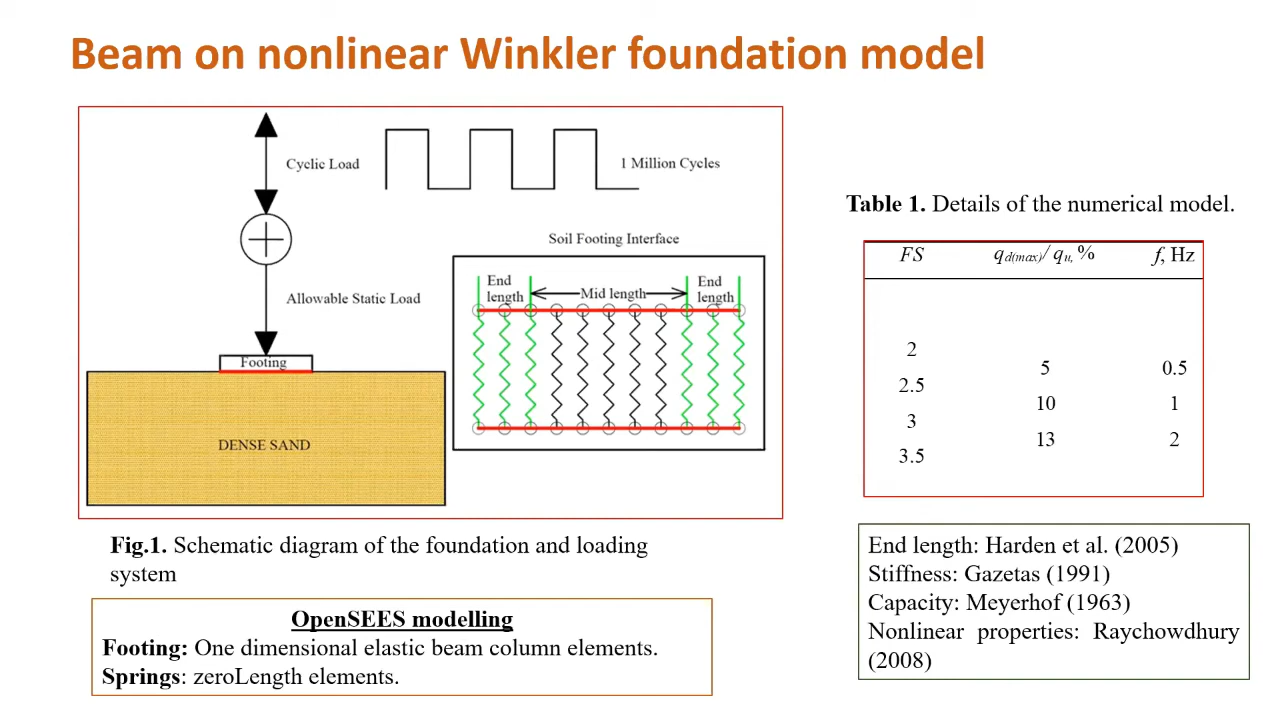 Beam on nonlinear Winkler foundation model
Cyclic Load
1 Million Cycles
Allowable Static Load
Footing
DENSE SAND
Soil Footing Interface
End
length
Mid length
End
length
Fig.1. Schematic diagram of the foundation and loading
system
OpenSEES modelling
Footing: One dimensional elastic beam column elements.
Springs: zeroLength elements.
Table 1. Details of the numerical model.
FS qd(max)/ qu, % f, Hz
2
2.5
3
3.5
5
10
13
0.5
1
2
End length: Harden et al. (2005)
Stiffness: Gazetas (1991)
Capacity: Meyerhof (1963)
Nonlinear properties: Raychowdhury
(2008)